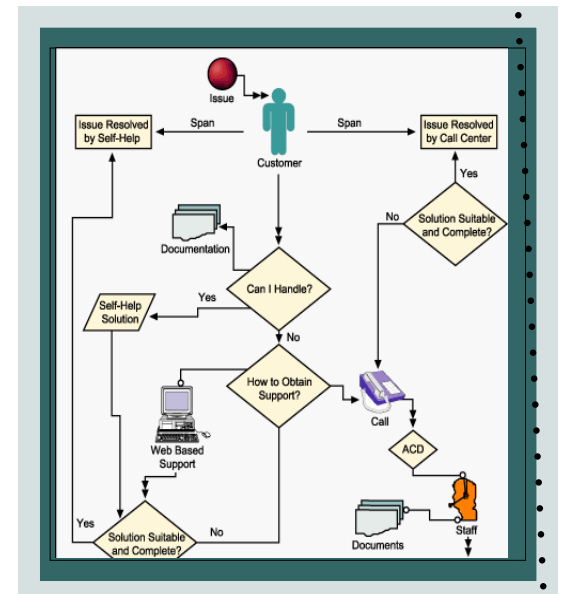 Issue
Issue Resolved
by Self-Help
Span
Span
Issue Resolved
by Call Center
Customer
Yes
No
Solution Suitable
and Complete?
Documentation
Can I Handle?
Yes
Self-Help
Solution
No
How to Obtain
Support?
Call
Web Based
Support
ACD
Yes
Solution Suitable
and Complete?
No
Staff
Documents